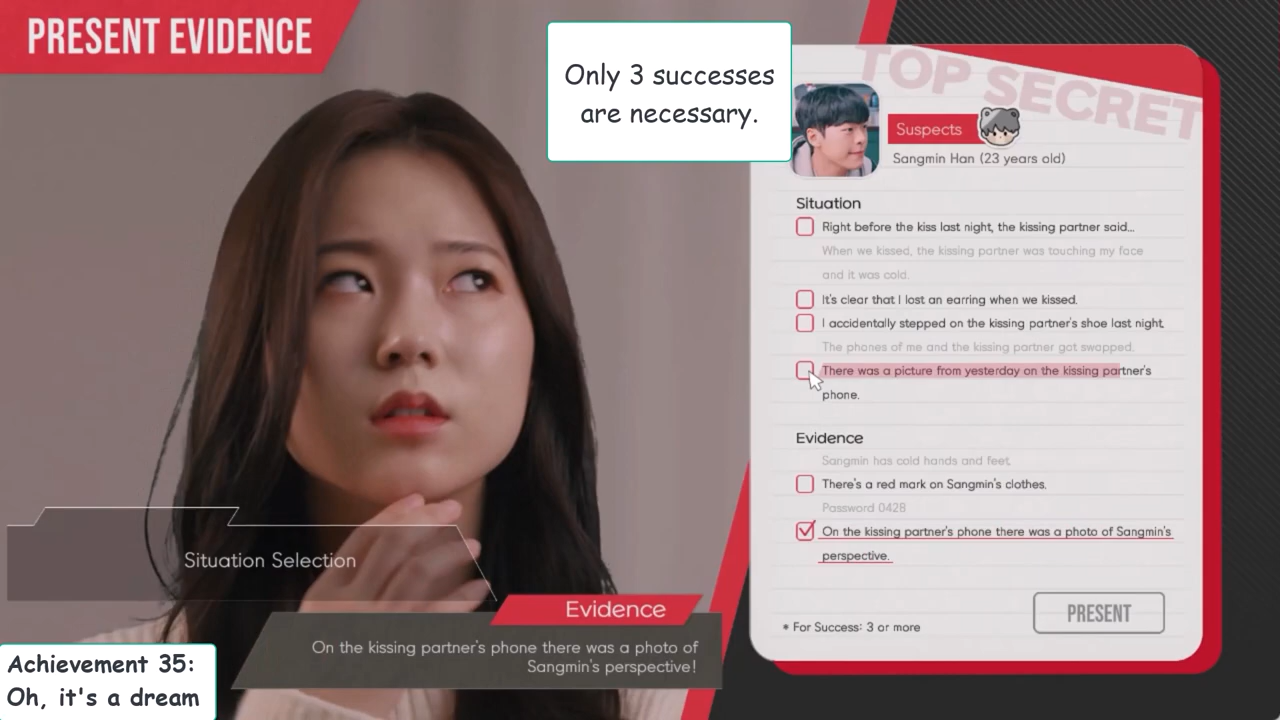 PRESENT EVIDENCE
Only 3 successes
are necessary.
TOP SECRET
Suspects
Sangmin Han (23 years old)
Situation
Right before the kiss last night, the kissing partner said...
When we kissed, the kissing partner was touching my face
and it was cold.
It's clear that I lost an earring when we kissed.
I accidentally stepped on the kissing partner's shoe last night.
The phones of me and the kissing partner got swapped.
There was a picture from yesterday on the kissing partner's
phone.
Evidence
Sangmin has cold hands and feet.
There's a red mark on Sangmin's clothes.
Password 0428
On the kissing partner's phone there was a photo of Sangmin's
perspective.
PRESENT
* For Success: 3 or more
Situation Selection
Evidence
On the kissing partner's phone there was a photo of
Sangmin's perspective!
Achievement 35:
Oh, it's a dream